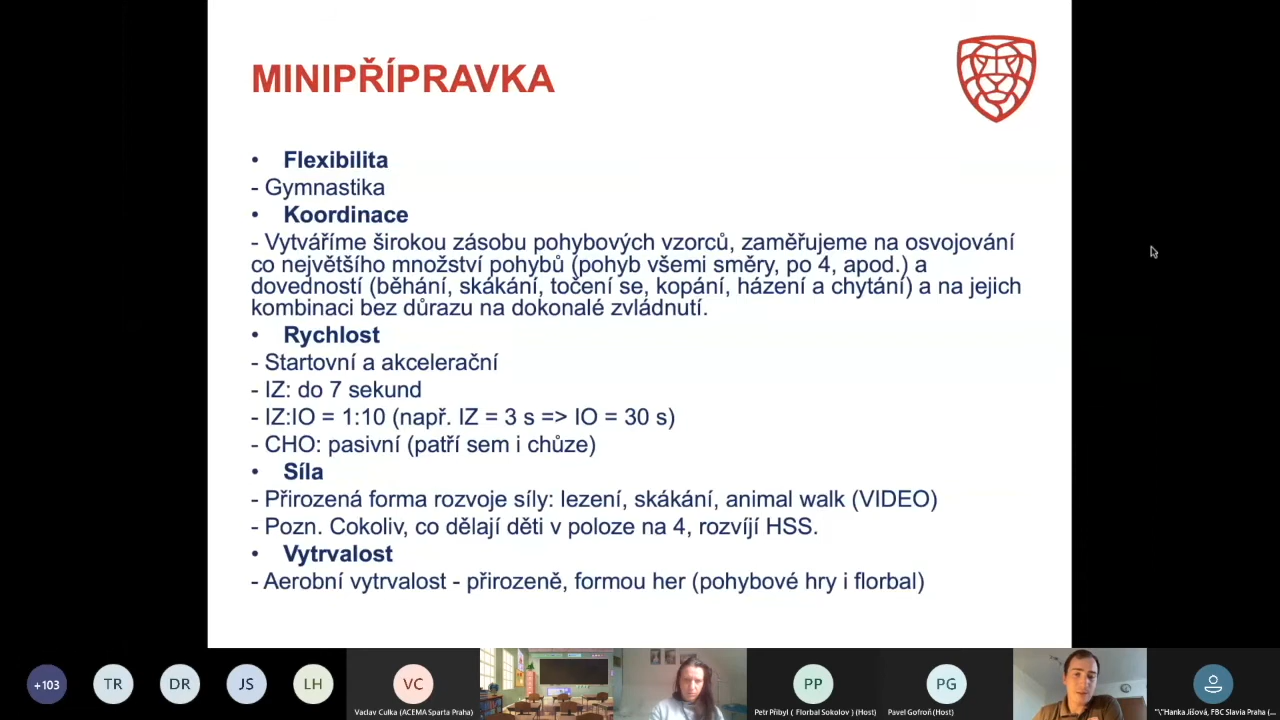 MINIPŘÍPRAVKA
• Flexibilita
- Gymnastika
• Koordinace
- Vytváříme širokou zásobu pohybových vzorců, zaměřujeme na osvojování
co největšího množství pohybů (pohyb všemi směry, po 4, apod.) a
dovedností (běhání, skákání, točení se, kopání, házení a chytání) a na jejich
kombinaci bez důrazu na dokonalé zvládnutí.
• Rychlost
- Startovní a akcelerační
- IZ: do 7 sekund
- IZ:IO = 1:10 (např. IZ = 3 s => IO = 30 s)
- CHO: pasivní (patří sem i chůze)
• Síla
- Přirozená forma rozvoje síly: lezení, skákání, animal walk (VIDEO)
- Pozn. Cokoliv, co dělají děti v poloze na 4, rozvíjí HSS.
• Vytrvalost
- Aerobní vytrvalost - přirozeně, formou her (pohybové hry i florbal)
+103 TR DR JS LH VC PP PG
Vaclav Culka (ACEMA Sparta Praha) Petr Přibyl ( Florbal Sokolov ) (Host) Pavel Gofroň (Host) "\"Hanka Jišová, FBC Slavia Praha (...